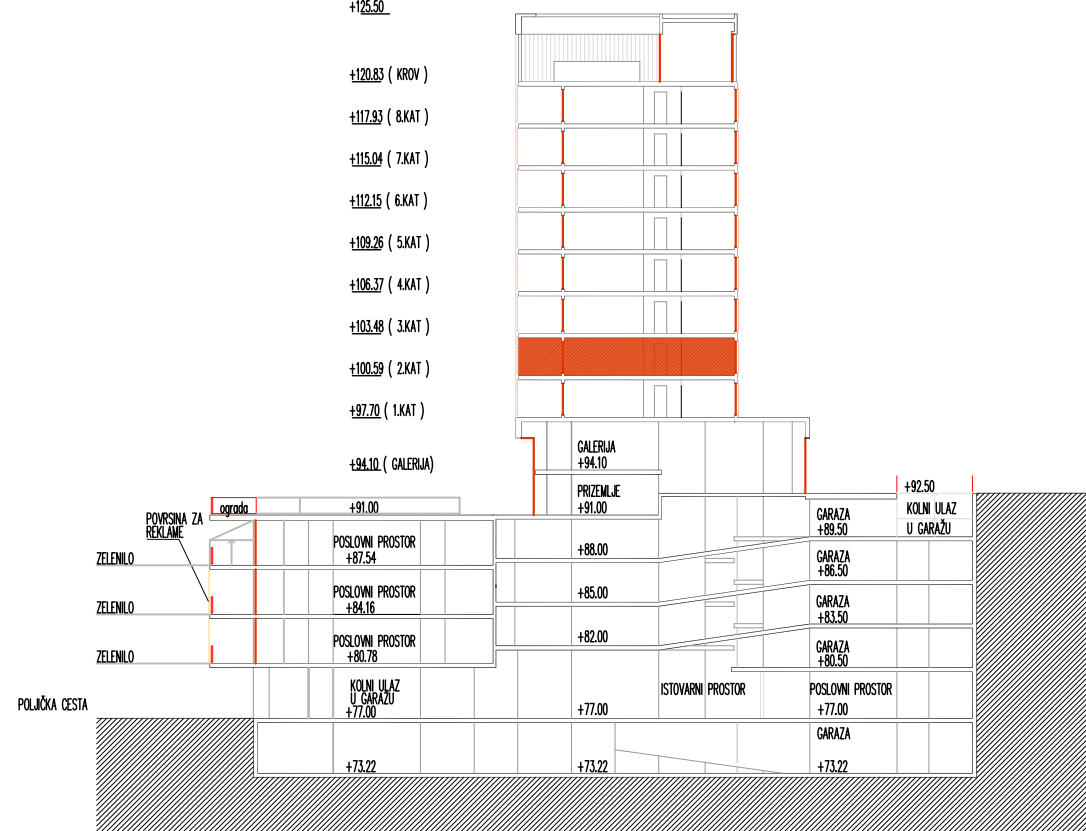 +125.50
+120.83 ( KROV )
+117.93 ( 8.KAT )
+115.04 ( 7.KAT )
+112.15 ( 6.KAT )
+109.26 ( 5.KAT )
+106.37 ( 4.KAT )
+103.48 ( 3.KAT )
+100.59 ( 2.KAT )
+97.70 ( 1.KAT )
+94.10 ( GALERIJA)
GALERIJA
+94.10
PRIZEMLJE
+91.00
+92.50
KOLNI ULAZ
U GARAŽU
ograda
+91.00
POVRSINA ZA
REKLAME
POSLOVNI PROSTOR
+87.54
+88.00
GARAZA
+89.50
ZELENILO
GARAZA
+86.50
POSLOVNI PROSTOR
+84.16
+85.00
ZELENILO
GARAZA
+83.50
POSLOVNI PROSTOR
+80.78
+82.00
ZELENILO
GARAZA
+80.50
POLJIČKA CESTA
KOLNI ULAZ
U GARAŽU
+77.00
+77.00
ISTOVARNI PROSTOR
POSLOVNI PROSTOR
+77.00
GARAZA
+73.22
+73.22
+73.22